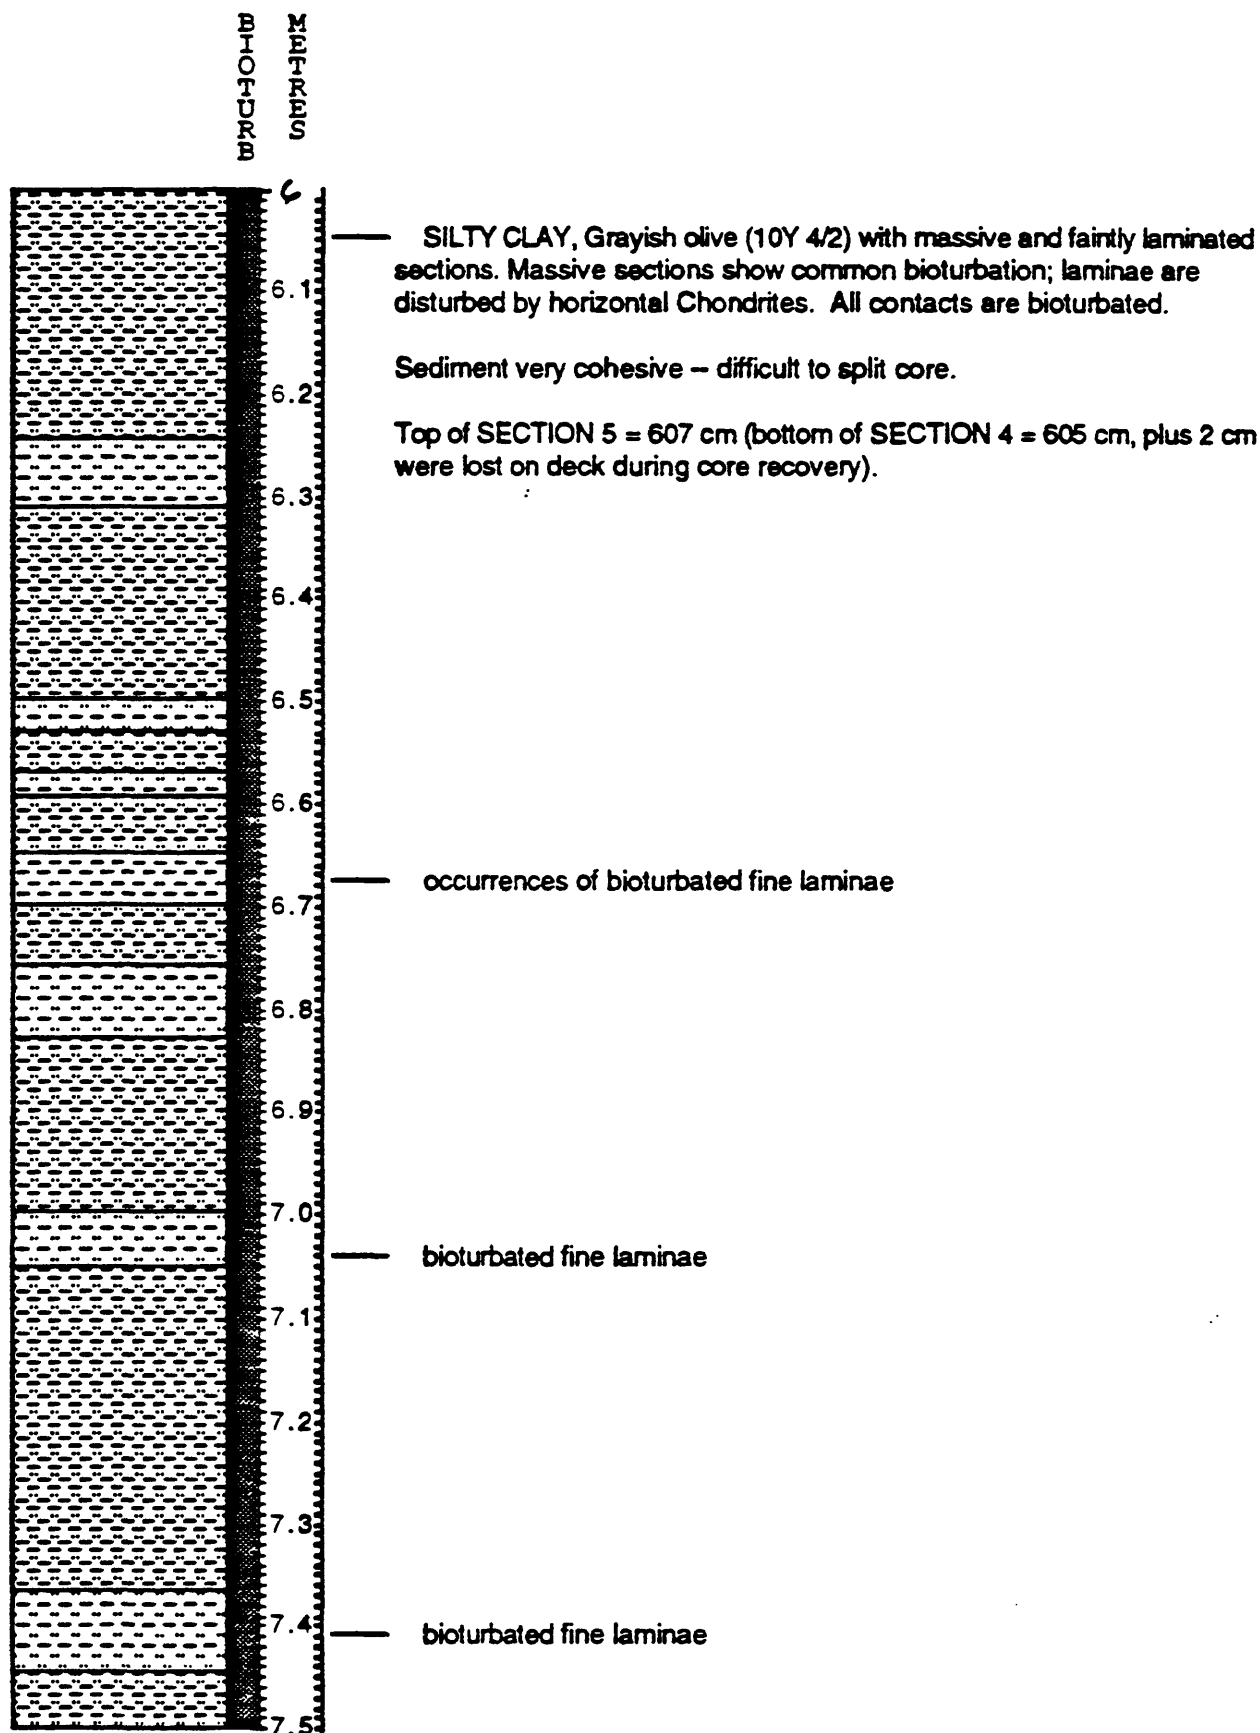 BIOTURB
METRES
6
SILTY CLAY, Grayish olive (10Y 4/2) with massive and faintly laminated
sections. Massive sections show common bioturbation; laminae are
disturbed by horizontal Chondrites. All contacts are bioturbated.
6.1
Sediment very cohesive -- difficult to split core.
6.2
Top of SECTION 5 = 607 cm (bottom of SECTION 4 = 605 cm, plus 2 cm
were lost on deck during core recovery).
6.3
6.4
6.5
6.6
occurrences of bioturbated fine laminae
6.7
6.8
6.9
7.0
bioturbated fine laminae
7.1
7.2
7.3
7.4
bioturbated fine laminae
7.5